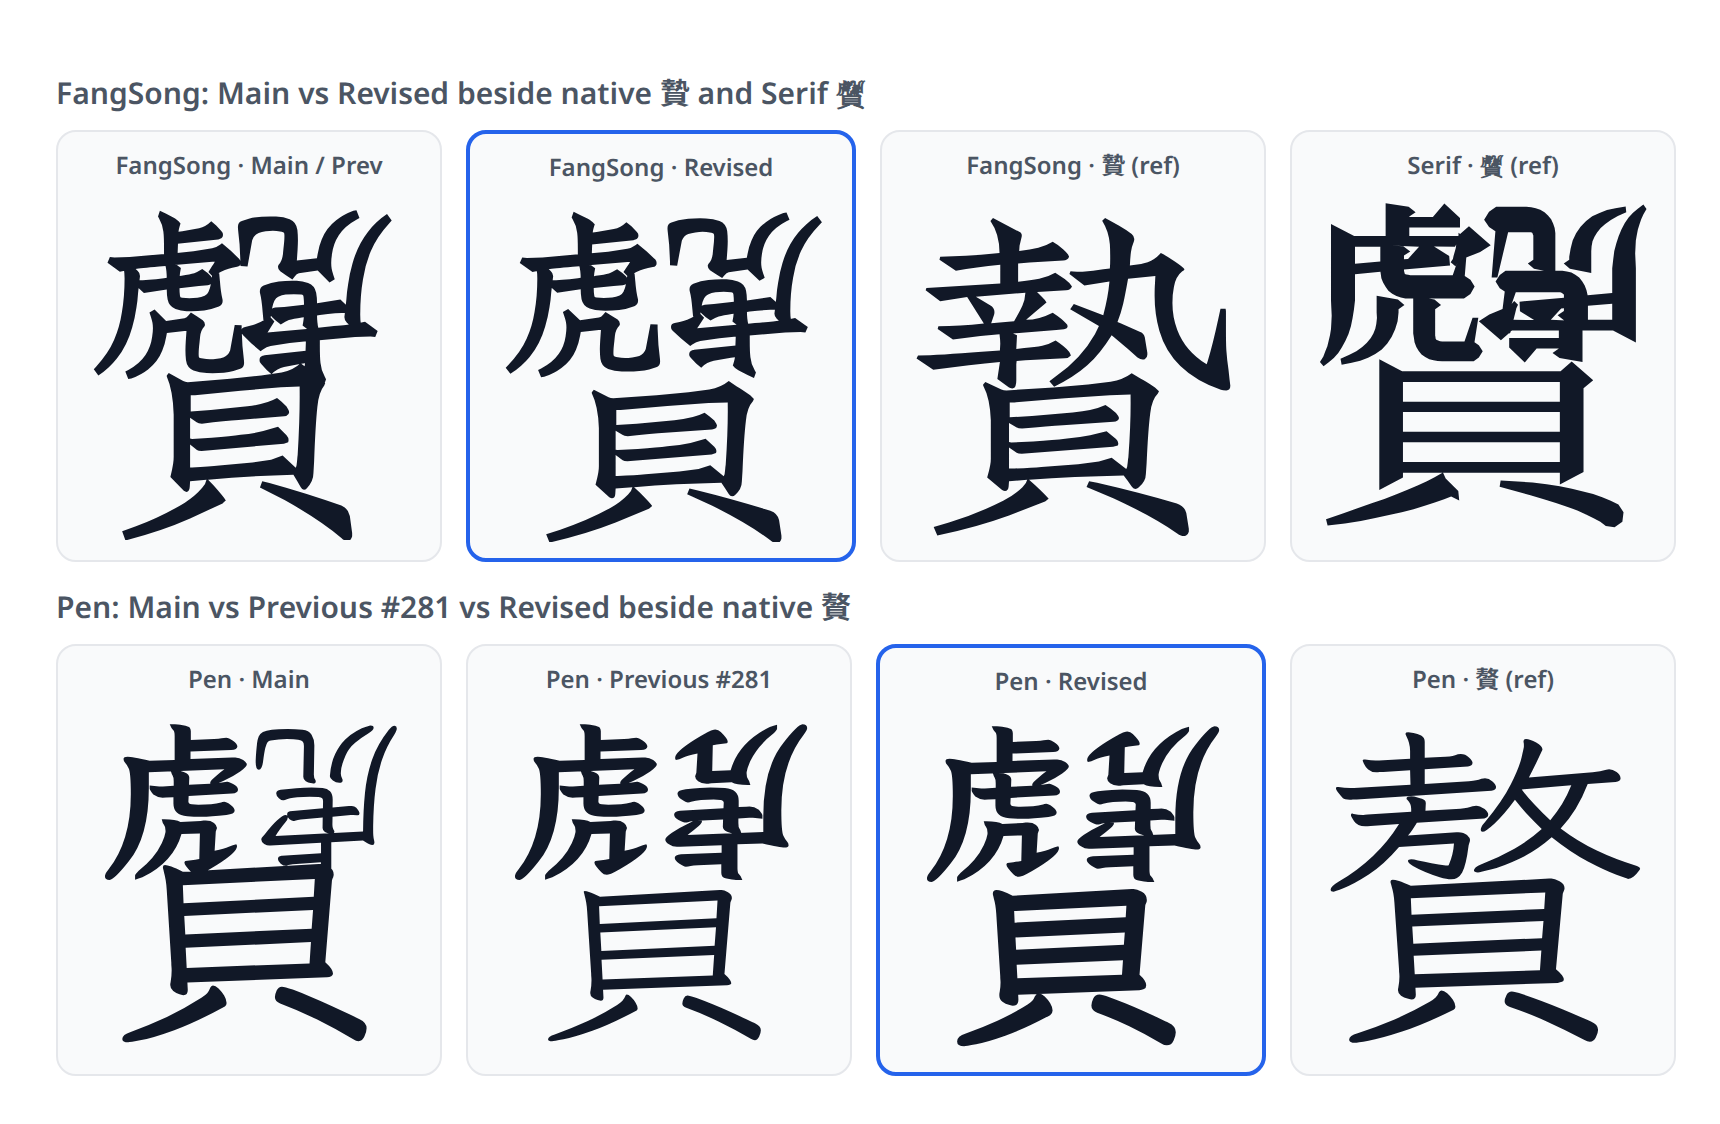 FangSong: Main vs Revised beside native 贄 and Serif 贙
FangSong · Main / Prev
贙
FangSong · Revised
贙
FangSong · 贄 (ref)
贄
Serif · 贙 (ref)
贙
Pen: Main vs Previous #281 vs Revised beside native 贅
Pen · Main
贙
Pen · Previous #281
贙
Pen · Revised
贙
Pen · 贅 (ref)
贅